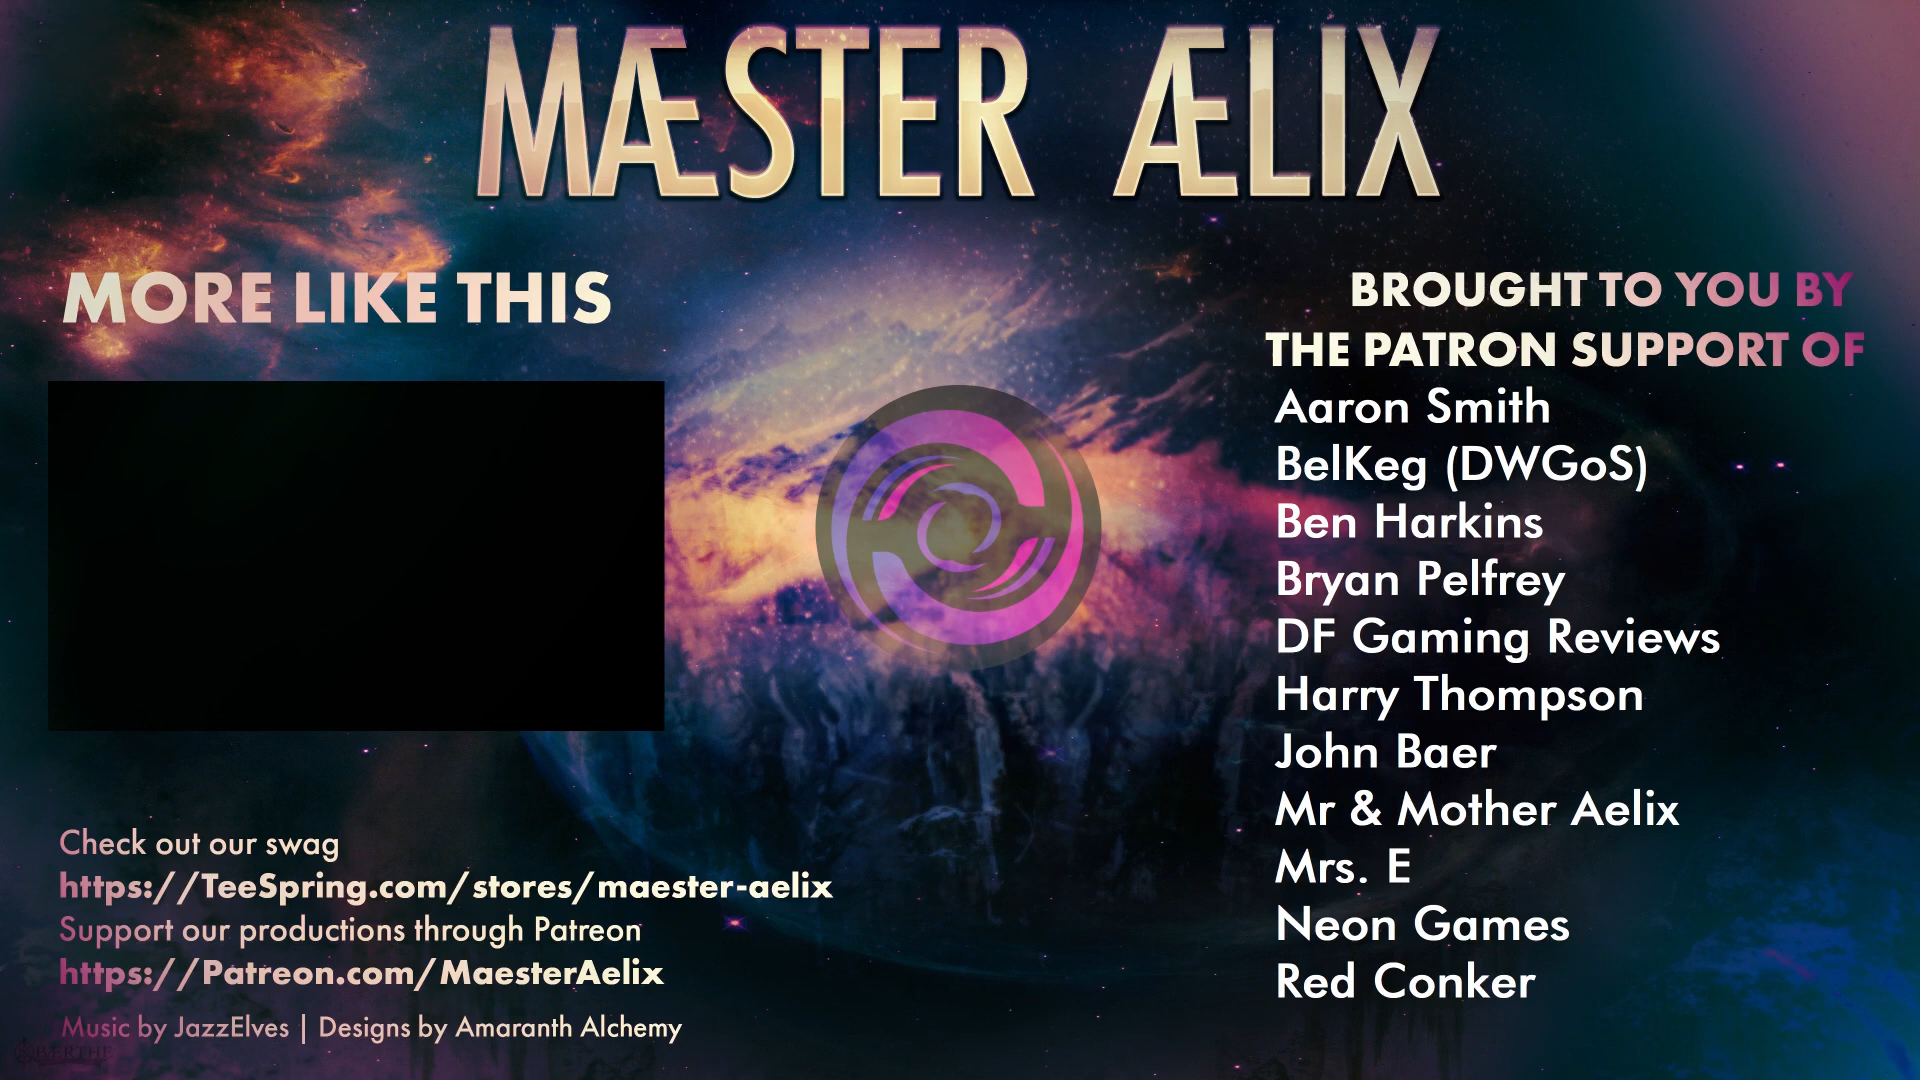 MÆSTER ÆLIX
MORE LIKE THIS
Check out our swag
https://TeeSpring.com/stores/maester-aelix
Support our productions through Patreon
https://Patreon.com/MaesterAelix
Music by JazzElves | Designs by Amaranth Alchemy
BROUGHT TO YOU BY
THE PATRON SUPPORT OF
Aaron Smith
BelKeg (DWGoS)
Ben Harkins
Bryan Pelfrey
DF Gaming Reviews
Harry Thompson
John Baer
Mr & Mother Aelix
Mrs. E
Neon Games
Red Conker